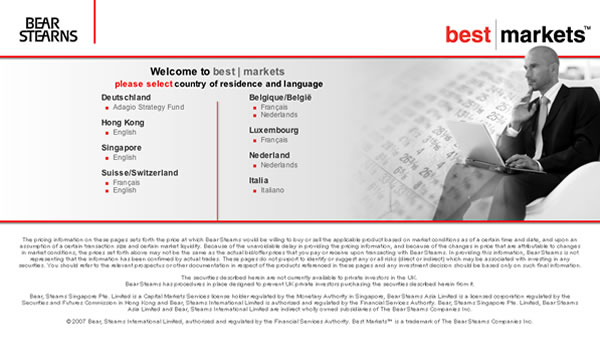 BEAR
STEARNS
best|markets™
Welcome to best | markets
please select country of residence and language
Deutschland
Adagio Strategy Fund
Hong Kong
English
Singapore
English
Suisse/Switzerland
Français
English
Belgique/België
Français
Nederlands
Luxembourg
Français
Nederland
Nederlands
Italia
Italiano
The pricing information on these pages sets forth the price at which Bear Stearns would be willing to buy or sell the applicable product based on market conditions as of a certain time and date, and upon an
assumption of a certain transaction size and certain market liquidity. Because of the unavoidable delay in providing the pricing information, and because of the changes in price that are attributable to changes
in market conditions, the prices set forth above may not be the same as the actual bid/offer prices that you pay or receive upon transacting with Bear Stearns. In providing this information, Bear Stearns is not
representing that the information has been confirmed by actual trades. These pages do not purport to identify or suggest any or all risks (direct or indirect) which may be associated with investing in any
securities. You should refer to the relevant prospectus or other documentation in respect of the products referenced in these pages and any investment decision should be based only on such final information.
The securities described herein are not currently available to private investors in the UK.
Bear Stearns has procedures in place designed to prevent UK private investors purchasing the securities described herein from it.
Bear, Stearns Singapore Pte. Limited is a Capital Markets Services license holder regulated by the Monetary Authority in Singapore, Bear Stearns Asia Limited is a licensed corporation regulated by the
Securities and Futures Commission in Hong Kong and Bear, Stearns International Limited is authorized and regulated by the Financial Services Authority. Bear, Stearns Singapore Pte. Limited, Bear Stearns
Asia Limited and Bear, Stearns International Limited are indirect wholly owned subsidiaries of The Bear Stearns Companies Inc.
©2007 Bear, Stearns International Limited, authorized and regulated by the Financial Services Authority. Best Markets™ is a trademark of The Bear Stearns Companies Inc.